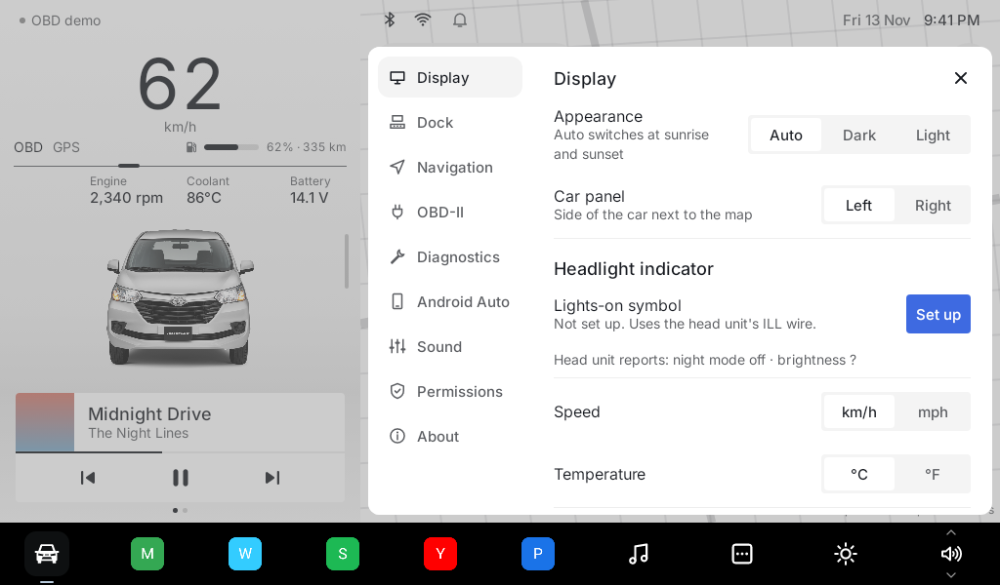 OBD demo
Fri 13 Nov 9:41 PM
62
km/h
OBD GPS
62% · 335 km
Engine Coolant Battery
2,340 rpm 86°C 14.1 V
Midnight Drive
The Night Lines
Display
Dock
Navigation
OBD-II
Diagnostics
Android Auto
Sound
Permissions
About
Display
Appearance
Auto switches at sunrise
and sunset
Auto Dark Light
Car panel
Side of the car next to the map
Left Right
Headlight indicator
Lights-on symbol
Not set up. Uses the head unit's ILL wire.
Set up
Head unit reports: night mode off · brightness ?
Speed
km/h mph
Temperature
°C °F
M W S Y P